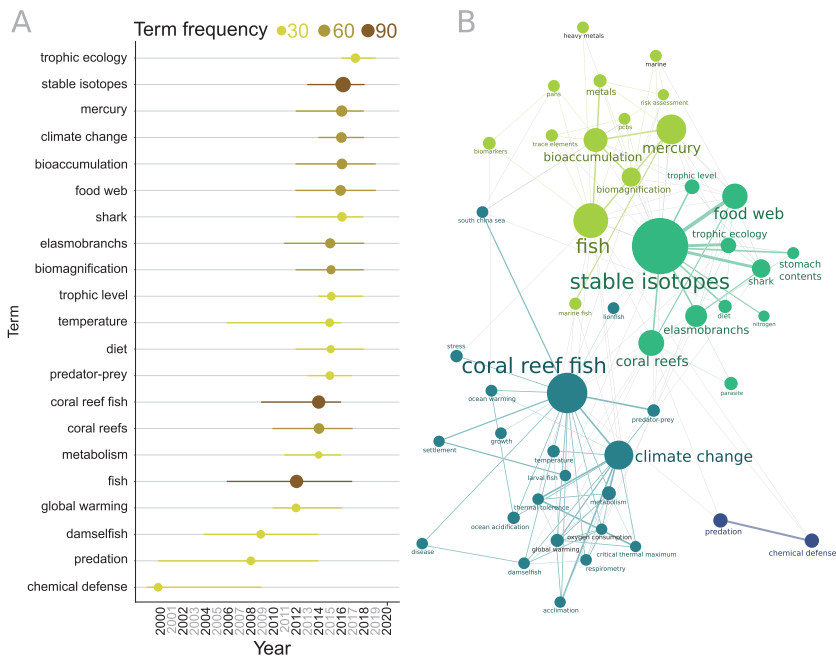 A
Term frequency 30 60 90
Term
trophic ecology
stable isotopes
mercury
climate change
bioaccumulation
food web
shark
elasmobranchs
biomagnification
trophic level
temperature
diet
predator-prey
coral reef fish
coral reefs
metabolism
fish
global warming
damselfish
predation
chemical defense
2000
2001
2002
2003
2004
2005
2006
2007
2008
2009
2010
2011
2012
2013
2014
2015
2016
2017
2018
2019
2020
Year
B
heavy metals
marine
pahs
metals
risk assessment
pcbs
trace elements
biomarkers
bioaccumulation
mercury
trophic level
biomagnification
south china sea
food web
fish
trophic ecology
stomach
contents
shark
stable isotopes
marine fish
lionfish
diet
nitrogen
elasmobranchs
stress
coral reefs
coral reef fish
parasite
ocean warming
predator-prey
growth
settlement
temperature
climate change
larval fish
metabolism
thermal tolerance
ocean acidification
predation
oxygen consumption
disease
global warming
critical thermal maximum
chemical defense
damselfish
respirometry
acclimation